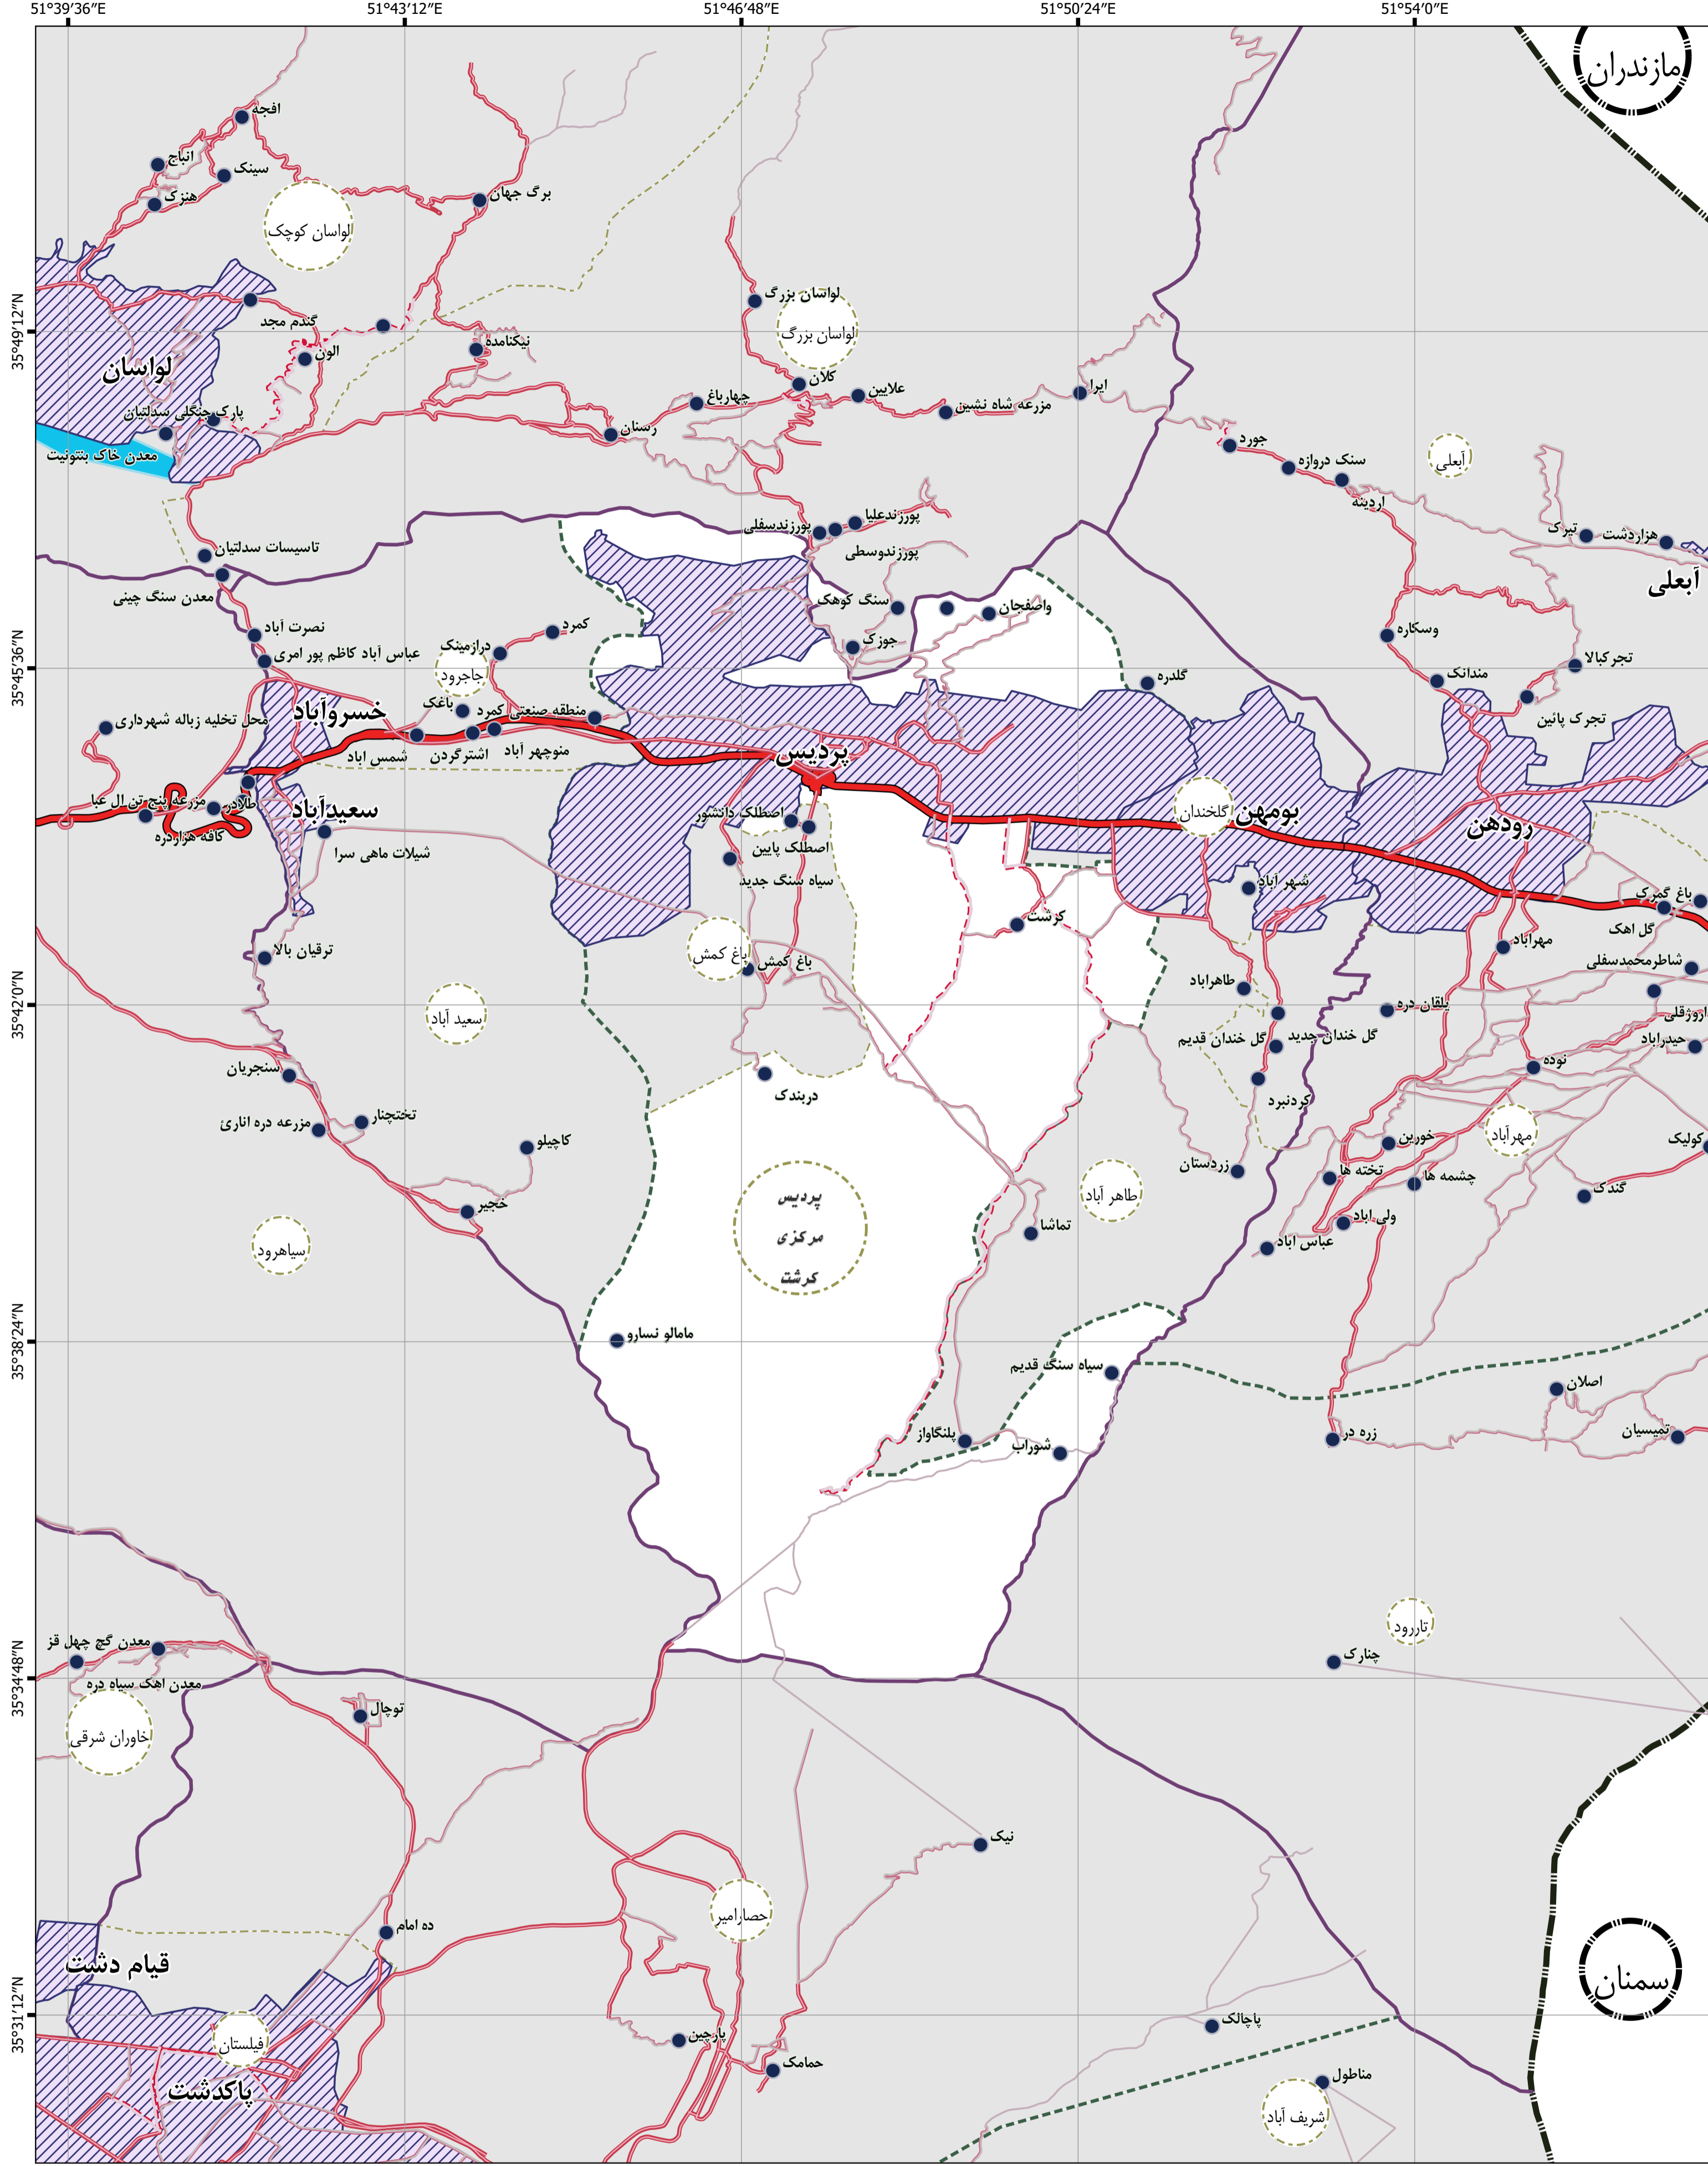 51°39'36"E
51°43'12"E
51°46'48"E
51°50'24"E
51°54'0"E
مازندران
افجه
انباج
سینک
هنزک
برگ جهان
لواسان کوچک
لواسان بزرگ
لواسان بزرگ
گندم مجد
35°49'12"N
نیکنامده
الون
لواسان
کلان
علایین
ایرا
چهارباغ
مزرعه شاه نشین
پارک جنگلی سدلتیان
رسنان
جورد
معدن خاک بنتونیت
سنک دروازه
آبعلی
اردینه
پورزندعلیا
پورزندسفلی
تیرک
هزاردشت
تاسیسات سدلتیان
پورزندوسطی
آبعلی
معدن سنگ چینی
سنگ کوهک
واصفجان
نصرت آباد
کمرد
وسکاره
جوزک
درازمینک
عباس آباد کاظم پور امری
35°45'36"N
تجرکبالا
جاجرود
گلدره
مندانک
باغک
منطقه صنعتی کمرد
خسروآباد
محل تخلیه زباله شهرداری
تجرک پائین
شمس اباد
اشترگردن
منوچهر آباد
پردیس
مزرعه پنج تن ال عبا
طلادر
سعیدآباد
اصطلک دانشور
گلخندان
بومهن
رودهن
کافه هزاردره
شیلات ماهی سرا
اصطلک پایین
سیاه سنگ جدید
شهر آباد
باغ گمرک
کرشت
گل اهک
ترقیان بالا
مهراباد
باغ کمش
باغ کمش
شاطرمحمدسفلی
طاهراباد
35°42'0"N
یلقان دره
اروزقلی
سعید آباد
گل خندان قدیم
گل خندان جدید
حیدراباد
سنجریان
نوده
دربندک
کردنبرد
تختچنار
مزرعه دره اناری
مهرآباد
خورین
کولیک
کاچیلو
زردستان
تخته ها
چشمه ها
پردیس
طاهر آباد
گندک
خجیر
ولی اباد
تماشا
مرکزی
سیاهرود
عباس اباد
کرشت
35°38'24"N
مامالو نسارو
سیاه سنگ قدیم
اصلان
پلنگاواز
زره در
تمیسیان
شوراب
تاررود
معدن گچ چهل قز
چنارک
35°34'48"N
معدن اهک سیاه دره
توچال
خاوران شرقی
نیک
حصارامیر
ده امام
قیام دشت
سمنان
35°31'12"N
پاچالک
فیلستان
پارچین
حمامک
مناطول
پاکدشت
شریف آباد